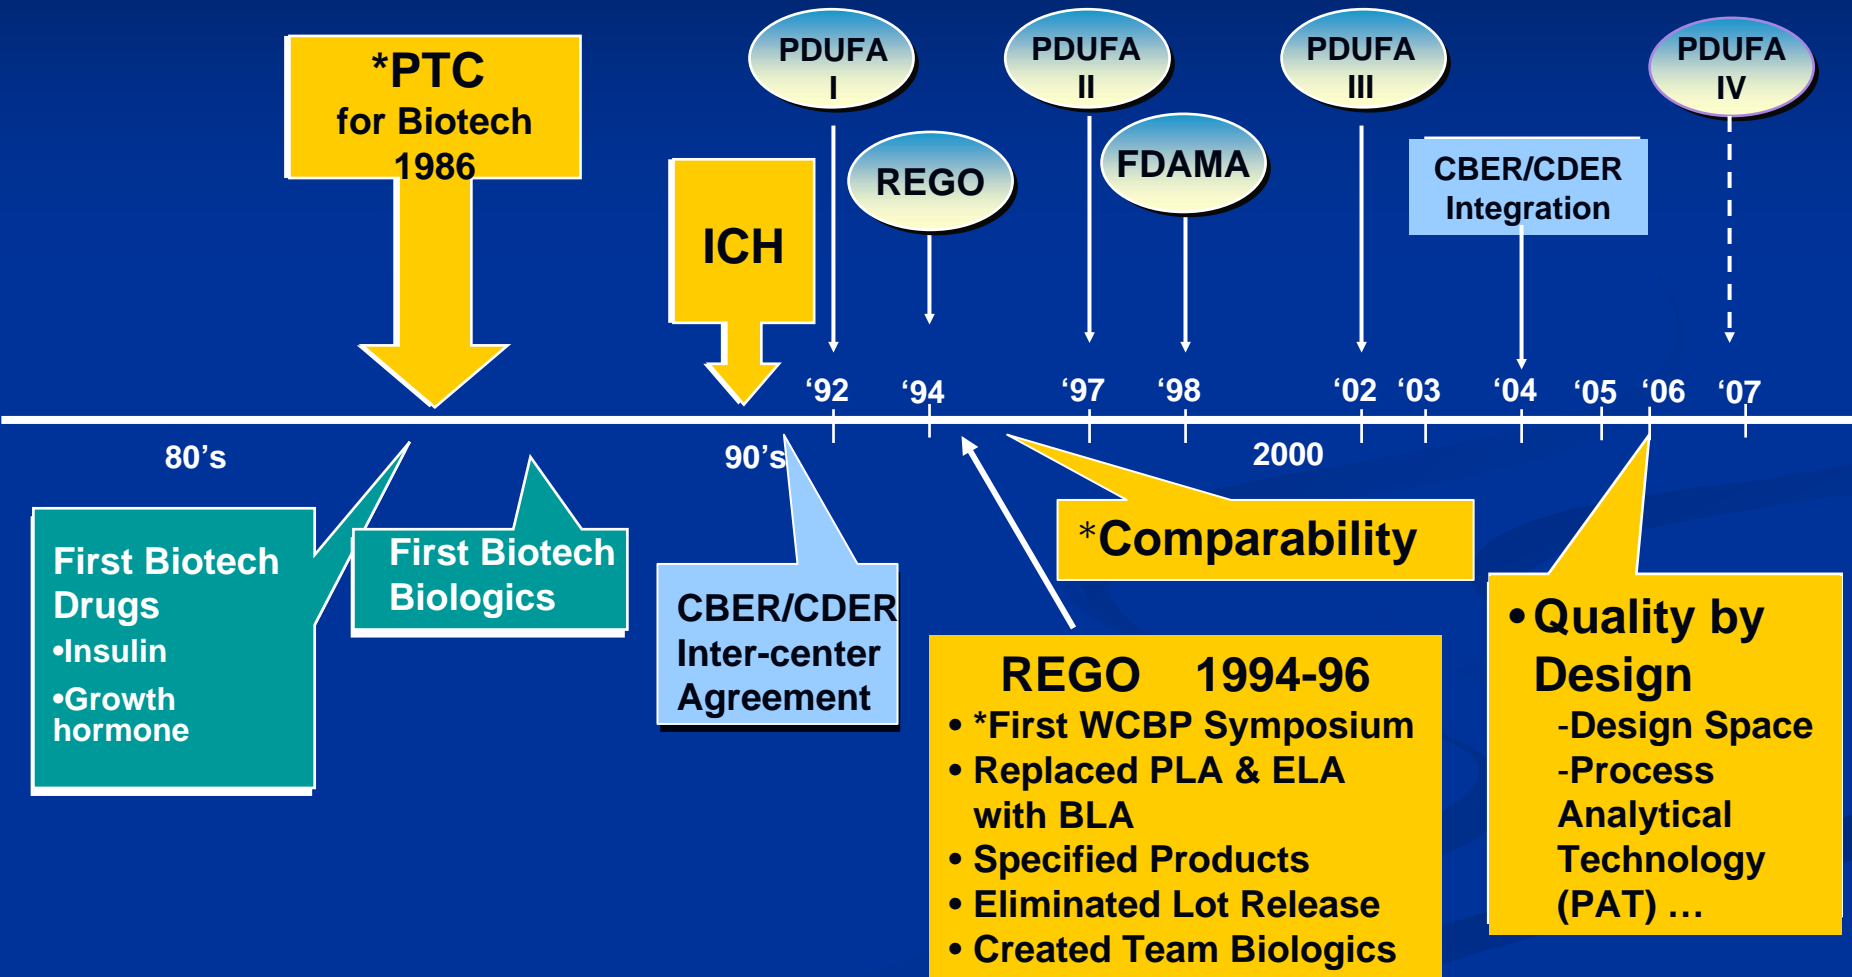 *PTC
for Biotech
1986
ICH
PDUFA
I
REGO
PDUFA
II
FDAMA
PDUFA
III
CBER/CDER
Integration
PDUFA
IV
‘92
‘94
‘97
‘98
‘02
‘03
‘04
‘05
‘06
‘07
80’s
90’s
2000
First Biotech
Drugs
•Insulin
•Growth
hormone
First Biotech
Biologics
CBER/CDER
Inter-center
Agreement
*Comparability
REGO 1994-96
• *First WCBP Symposium
• Replaced PLA & ELA
with BLA
• Specified Products
• Eliminated Lot Release
• Created Team Biologics
• Quality by
Design
-Design Space
-Process
Analytical
Technology
(PAT) …